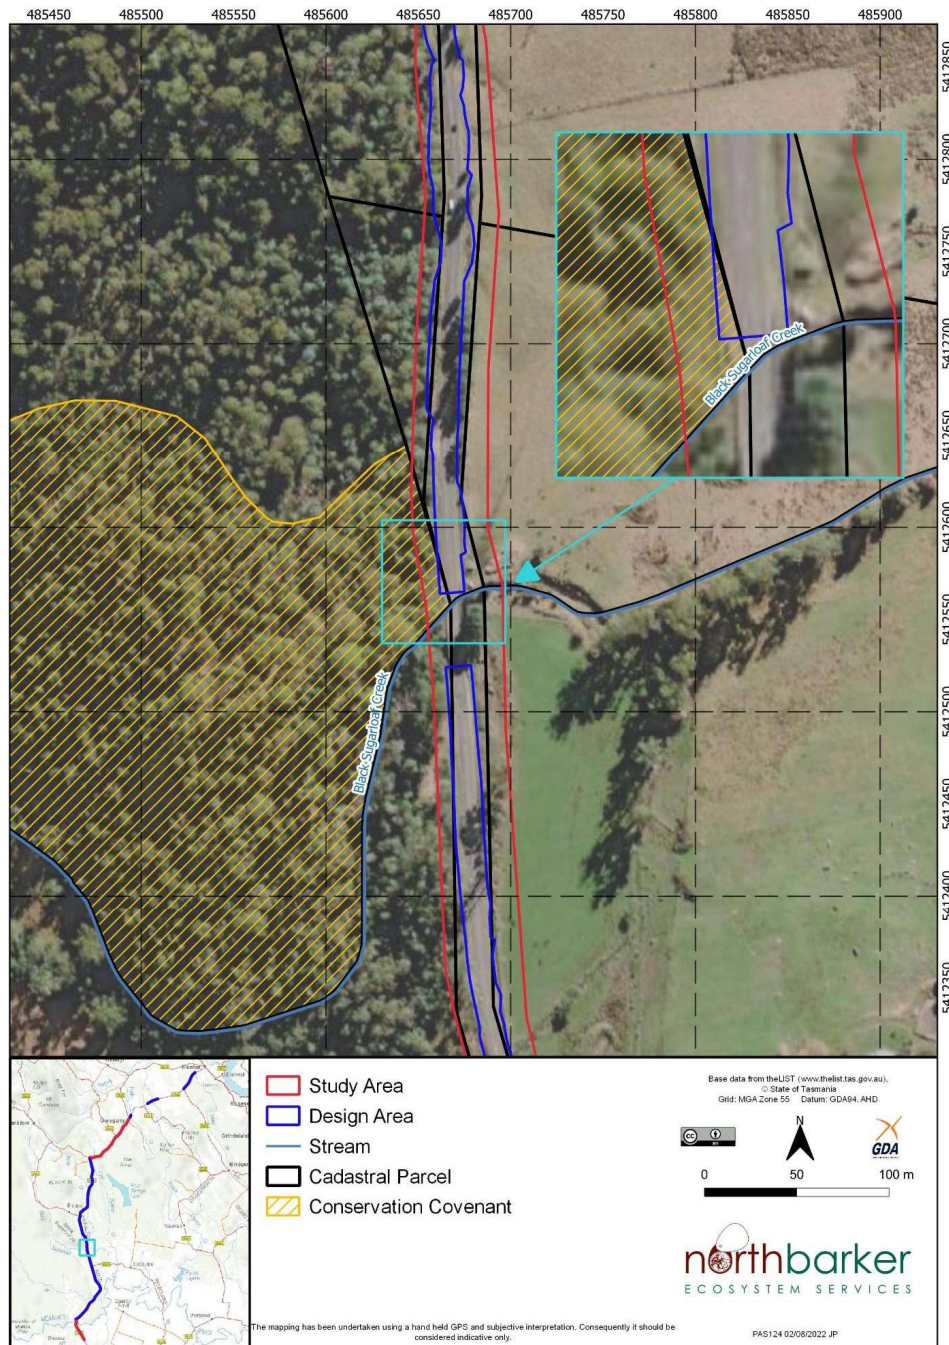 485450 485500 485550 485600 485650 485700 485750 485800 485850 485900
5412850
5412800
5412750
5412700
5412650
5412600
5412550
5412500
5412450
5412400
5412350
Black Sugarloaf Creek
Black Sugarloaf Creek
Study Area
Design Area
Stream
Cadastral Parcel
Conservation Covenant
Base data from theLIST (www.thelist.tas.gov.au),
© State of Tasmania
Grid: MGA Zone 55 Datum: GDA94, AHD
cc
BY
N
GDA
0 50 100 m
northbarker
ECOSYSTEM SERVICES
The mapping has been undertaken using a hand held GPS and subjective interpretation. Consequently it should be
considered indicative only.
PAS124 02/08/2022 JP